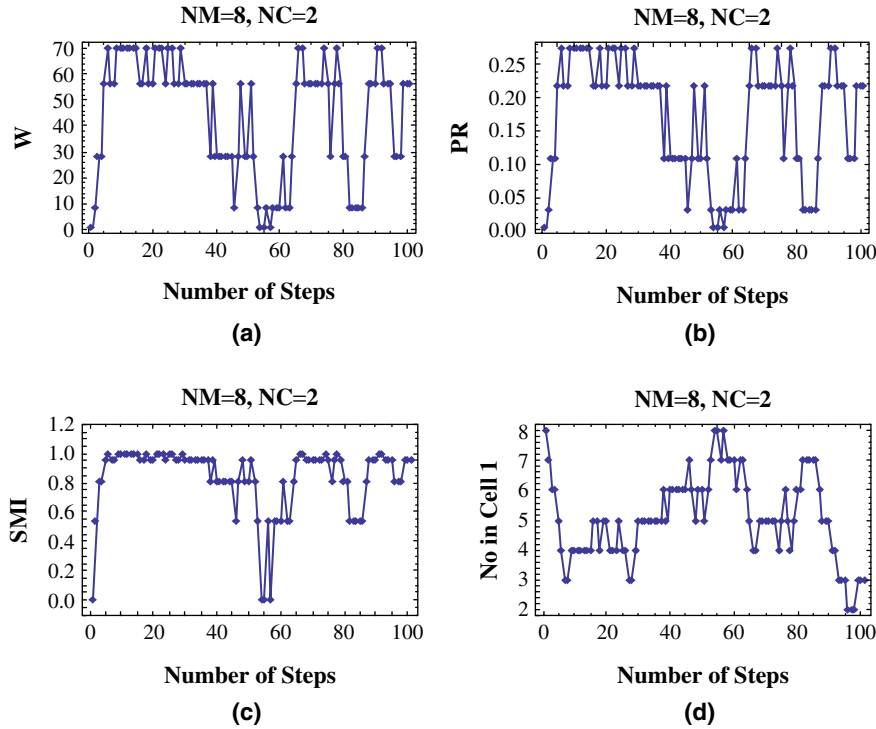 NM=8, NC=2
70
60
50
40
30
20
10
0
W
0 20 40 60 80 100
Number of Steps
(a)
NM=8, NC=2
0.25
0.20
0.15
0.10
0.05
0.00
PR
0 20 40 60 80 100
Number of Steps
(b)
NM=8, NC=2
1.2
1.0
0.8
0.6
0.4
0.2
0.0
SMI
0 20 40 60 80 100
Number of Steps
(c)
NM=8, NC=2
8
7
6
5
4
3
2
No in Cell 1
0 20 40 60 80 100
Number of Steps
(d)